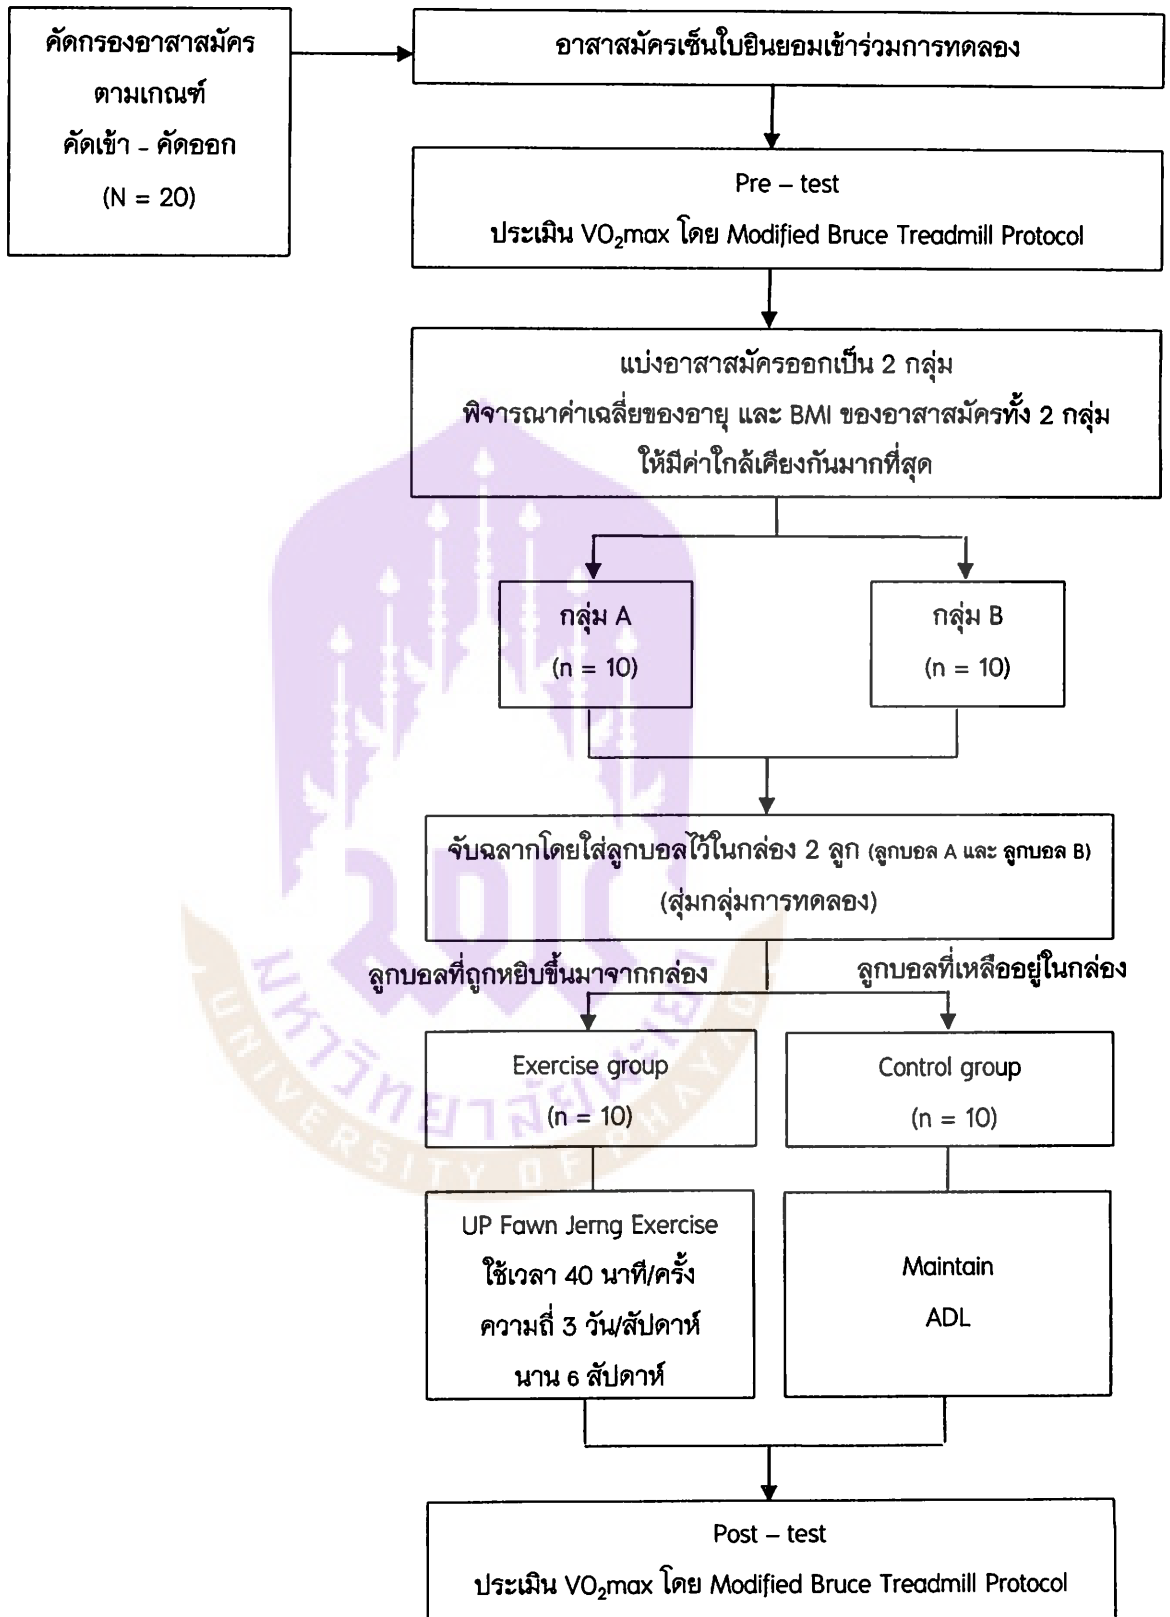 คัดกรองอาสาสมัคร
ตามเกณฑ์
คัดเข้า - คัดออก
(N = 20)
อาสาสมัครเซ็นใบยินยอมเข้าร่วมการทดลอง
Pre – test
ประเมิน VO₂max โดย Modified Bruce Treadmill Protocol
แบ่งอาสาสมัครออกเป็น 2 กลุ่ม
พิจารณาค่าเฉลี่ยของอายุ และ BMI ของอาสาสมัครทั้ง 2 กลุ่ม
ให้มีค่าใกล้เคียงกันมากที่สุด
กลุ่ม A
(n = 10)
กลุ่ม B
(n = 10)
จับฉลากโดยใส่ลูกบอลไว้ในกล่อง 2 ลูก (ลูกบอล A และ ลูกบอล B)
(สุ่มกลุ่มการทดลอง)
ลูกบอลที่ถูกหยิบขึ้นมาจากกล่อง
ลูกบอลที่เหลืออยู่ในกล่อง
Exercise group
(n = 10)
Control group
(n = 10)
UP Fawn Jerng Exercise
ใช้เวลา 40 นาที/ครั้ง
ความถี่ 3 วัน/สัปดาห์
นาน 6 สัปดาห์
Maintain
ADL
Post – test
ประเมิน VO₂max โดย Modified Bruce Treadmill Protocol
มหาวิทยาลัยพะเยา
UNIVERSITY OF PHAYAO